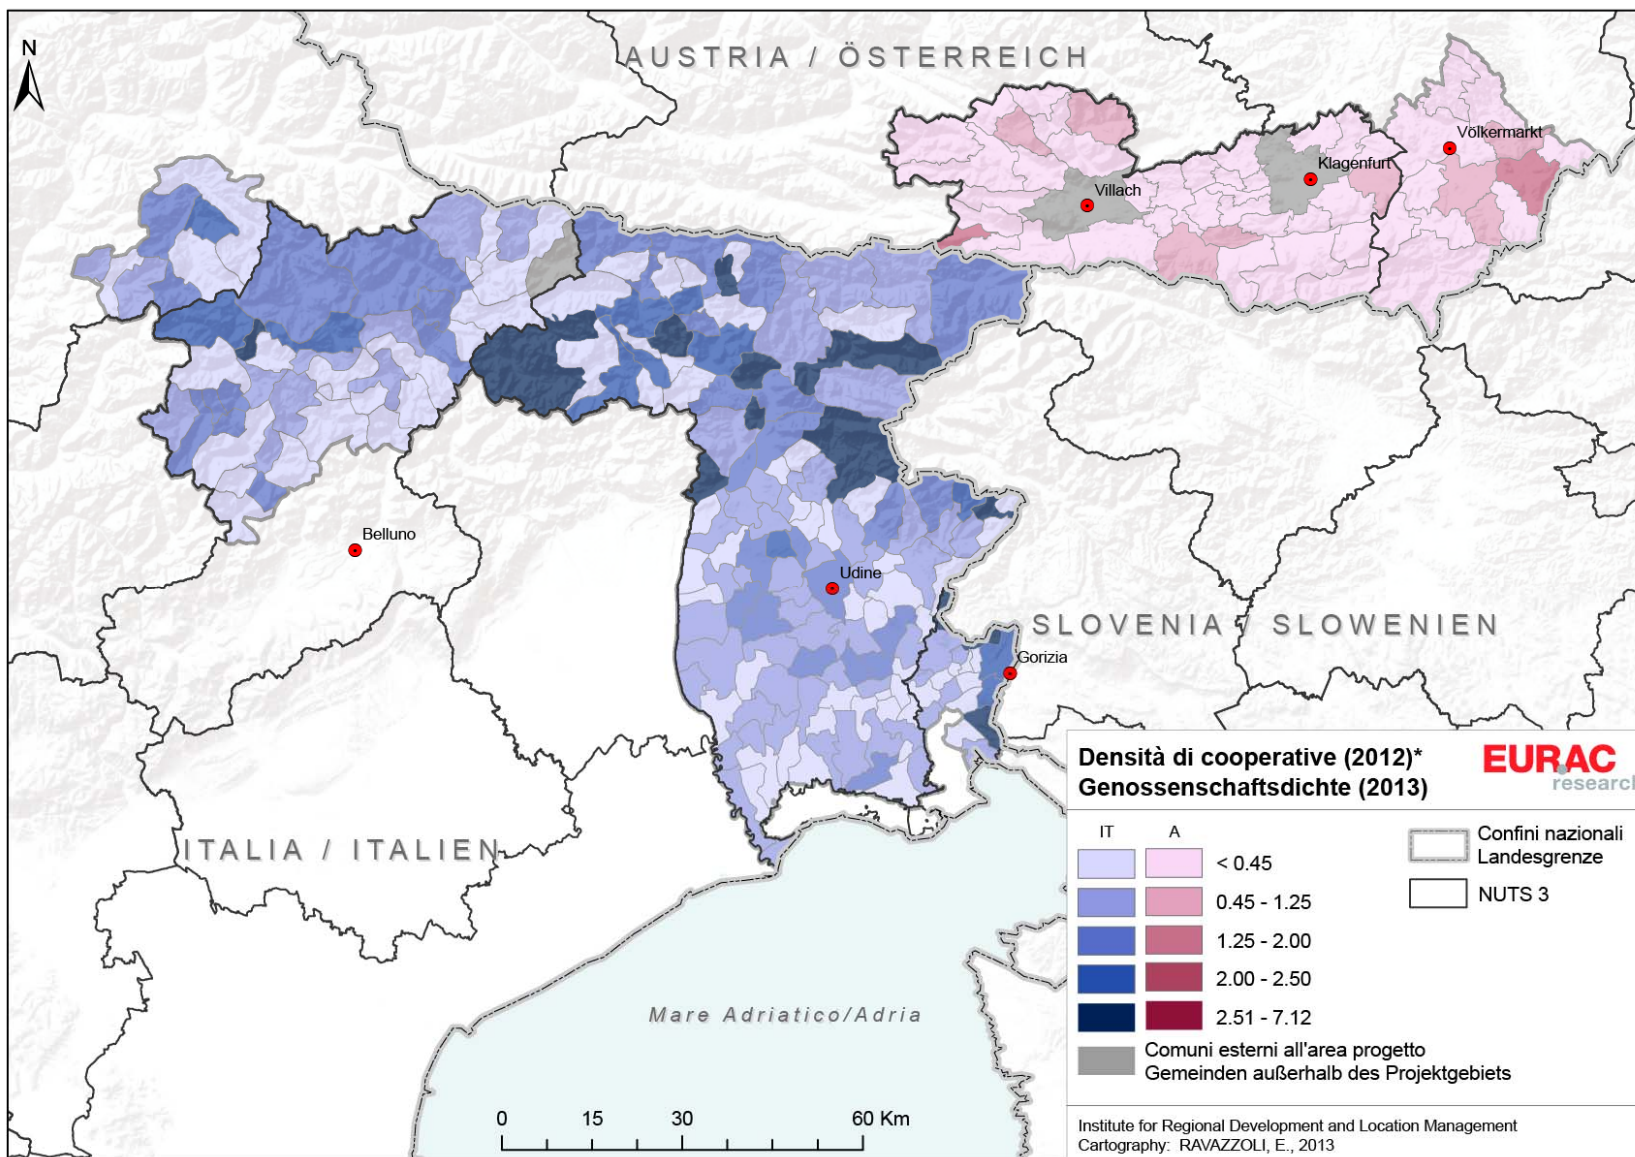 N
AUSTRIA / ÖSTERREICH
Völkermarkt
Klagenfurt
Villach
Belluno
Udine
SLOVENIA / SLOWENIEN
Gorizia
ITALIA / ITALIEN
Mare Adriatico/Adria
0 15 30 60 Km
Densità di cooperative (2012)*
Genossenschaftsdichte (2013)
EURAC
research
IT A
< 0.45
0.45 - 1.25
1.25 - 2.00
2.00 - 2.50
2.51 - 7.12
Comuni esterni all'area progetto
Gemeinden außerhalb des Projektgebiets
Confini nazionali
Landesgrenze
NUTS 3
Institute for Regional Development and Location Management
Cartography: RAVAZZOLI, E., 2013